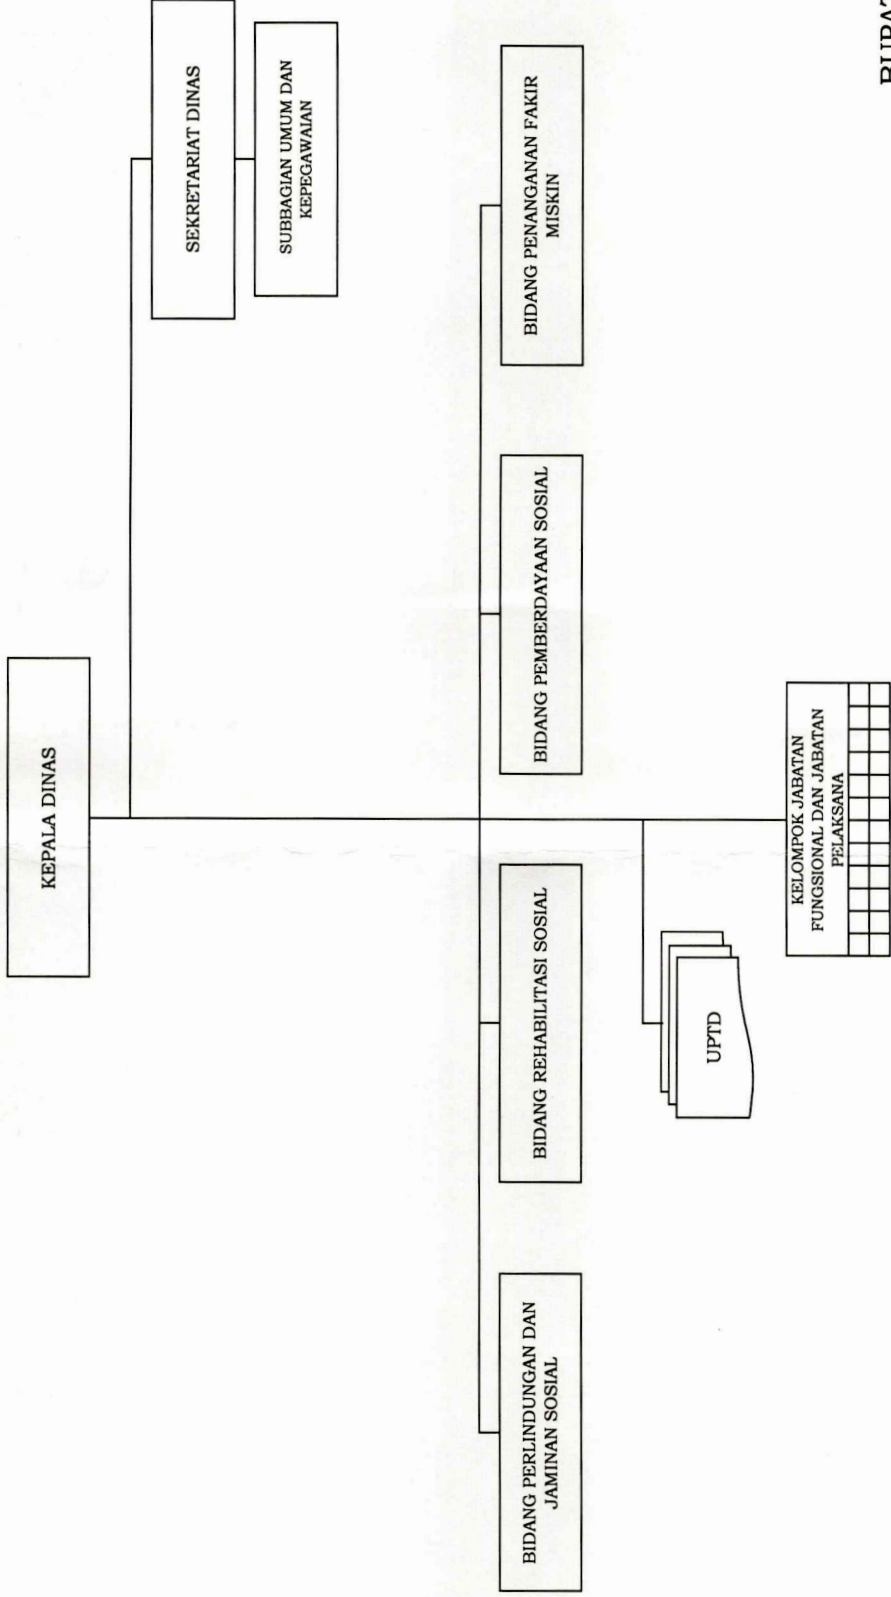 KEPALA DINAS
SEKRETARIAT DINAS
SUBBAGIAN UMUM DAN
KEPEGAWAIAN
BIDANG PERLINDUNGAN DAN
JAMINAN SOSIAL
BIDANG REHABILITASI SOSIAL
BIDANG PEMBERDAYAAN SOSIAL
BIDANG PENANGANAN FAKIR
MISKIN
UPTD
KELOMPOK JABATAN
FUNGSIONAL DAN JABATAN
PELAKSANA